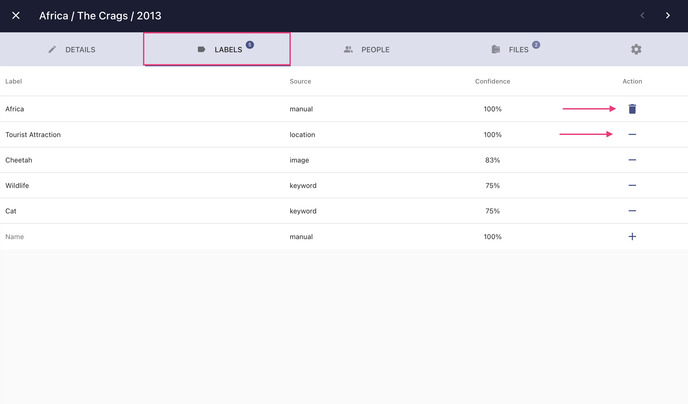 Africa / The Crags / 2013
DETAILS LABELS 5 PEOPLE FILES 2
Label Source Confidence Action
Africa manual 100%
Tourist Attraction location 100%
Cheetah image 83%
Wildlife keyword 75%
Cat keyword 75%
Name manual 100%